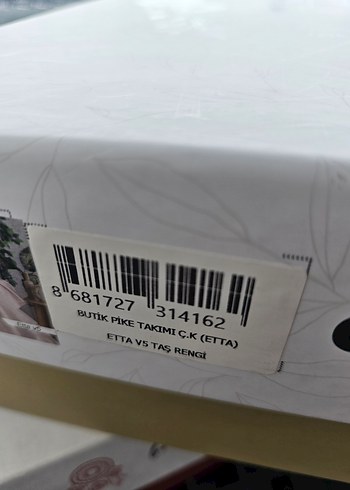 8 681727 314162
BUTİK PİKE TAKIMI Ç.K (ETTA)
ETTA V5 TAŞ RENGİ